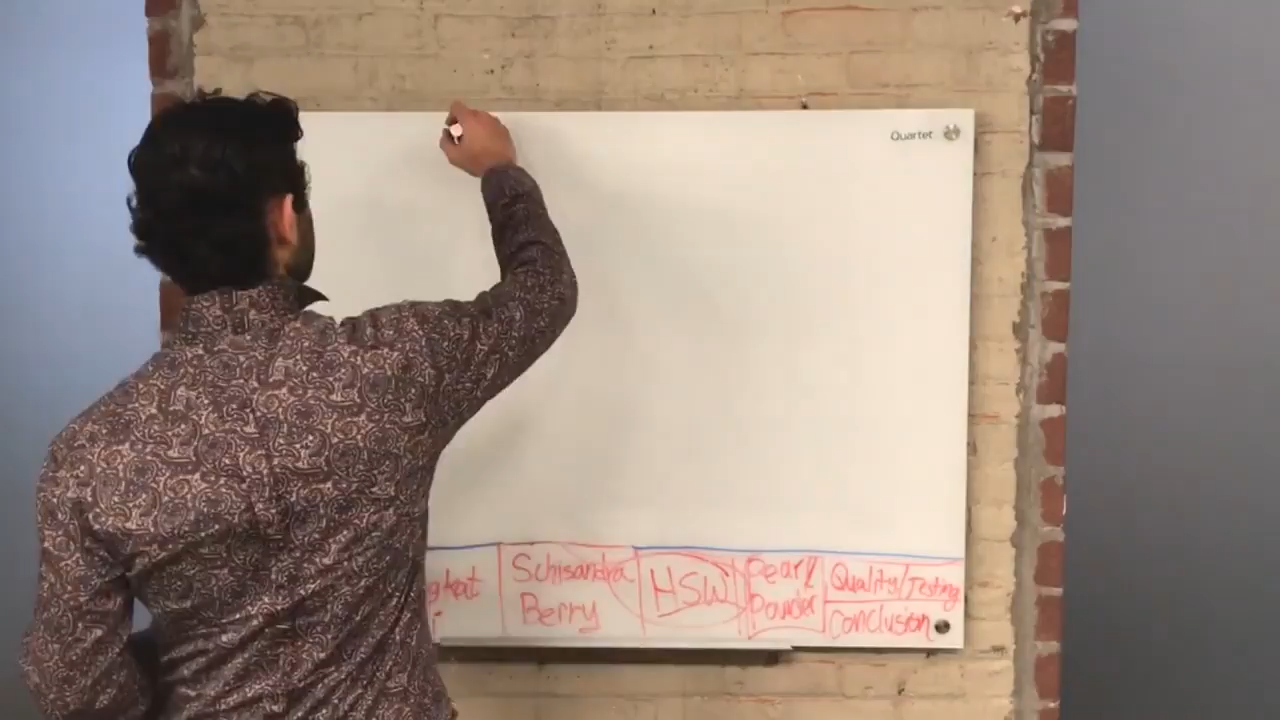 Quartet
Schisandra
Berry
HSW
Pearl
Powder
Quality/Testing
Conclusion